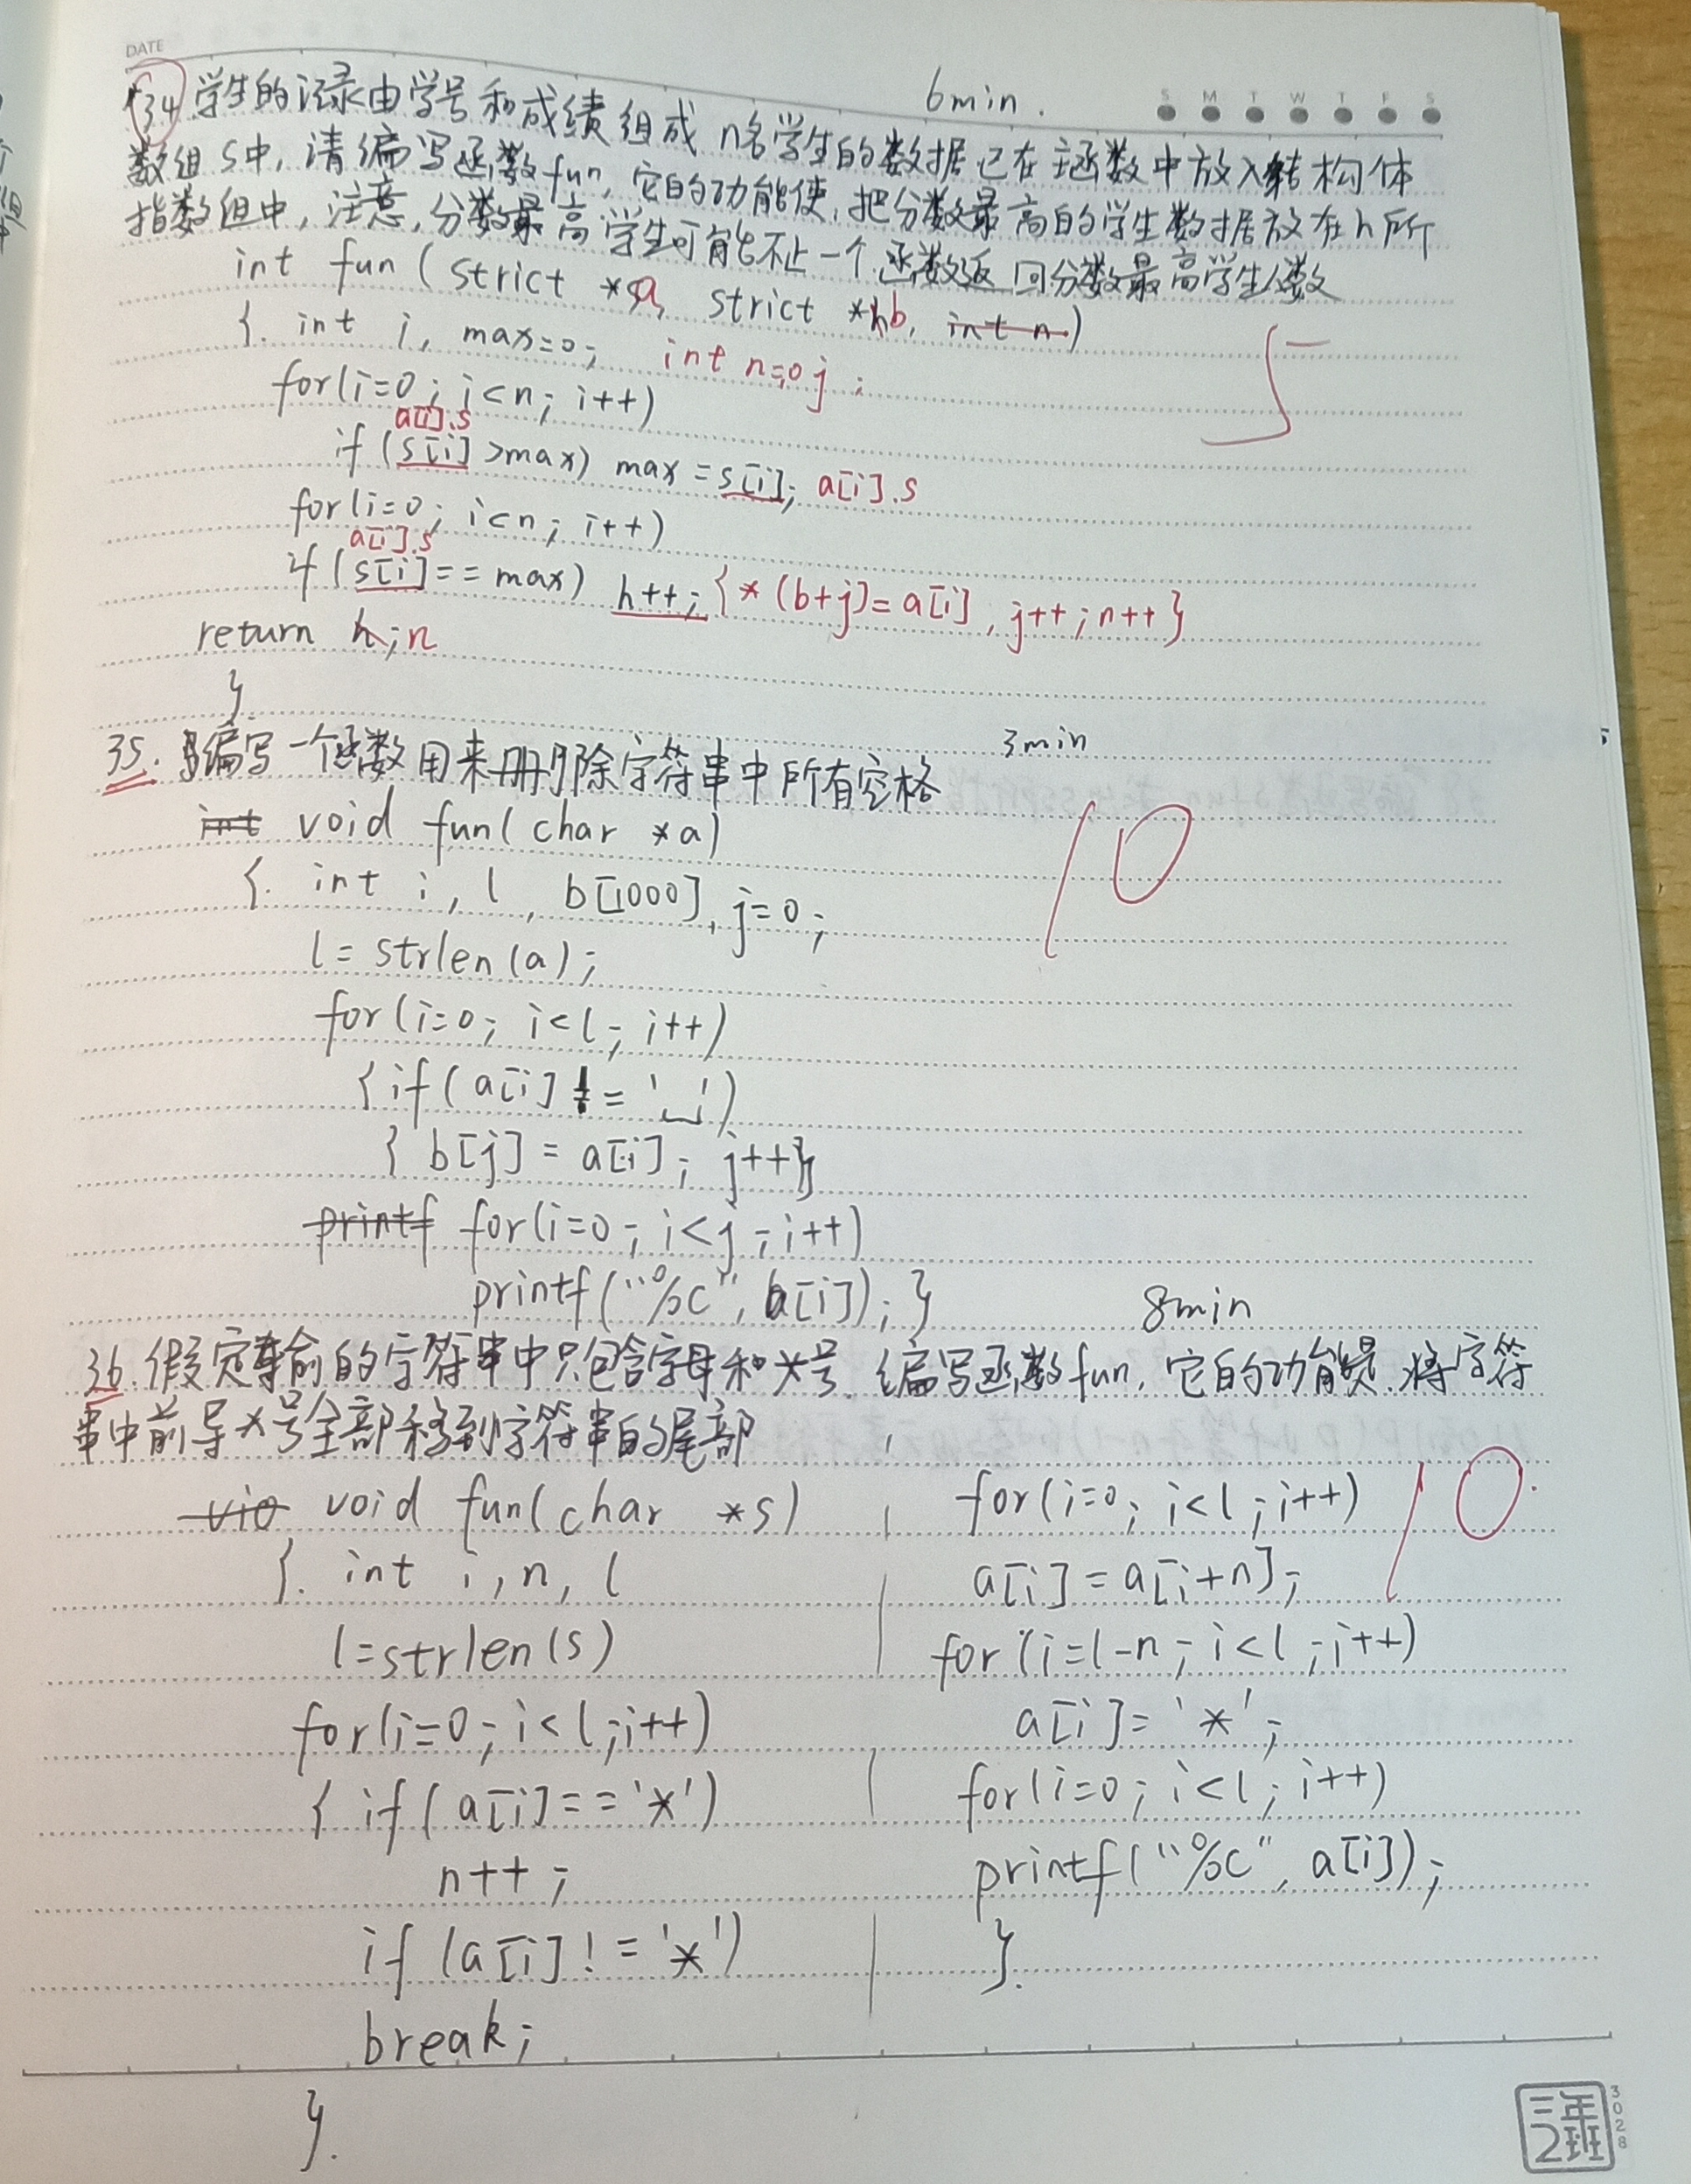 DATE
S M T W T F S
34 学生的记录由学号和成绩组成 n名学生的数据已在主函数中放入结构体
6min.
数组S中,请编写函数fun,它的功能使,把分数最高的学生数据放在h所
指数组中,注意,分数最高学生可能不止一个 函数返回分数最高学生人数
int fun ( strict *a, strict *b, int n )
{. int i, max=0; int n=0 j ;
for(i=0; i<n; i++)
a[i].s
if (s[i] >max) max = s[i]; a[i].s
for(i=0; i<n; i++)
a[i].s
if (s[i]== max) h++; { *(b+j)= a[i], j++; n++ }
return h; n
}
5
35. 编写一个函数用来删除字符串中所有空格
3min
int void fun( char *a)
{. int i, l, b[1000], j=0;
l= strlen(a);
for(i=0; i<l; i++)
{ if( a[i] != '␣')
{ b[j] = a[i]; j++}}
printf for(i=0; i<j; i++)
printf("%c", b[i]); }
10
8min
36. 假定输入的字符串中只包含字母和*号. 编写函数fun, 它的功能是.将字符
串中前导*号全部移到字符串的尾部
vio void fun( char *s)
{. int i, n, l
l=strlen(s)
for(i=0; i<l; i++)
{ if( a[i]=='*')
n++;
if (a[i] != '*')
break;
}.
for(i=0; i<l; i++)
a[i] = a[i+n];
for(i=l-n; i<l; i++)
a[i]='*';
for(i=0; i<l; i++)
printf("%c", a[i]);
}.
10.
三年
2班
3028